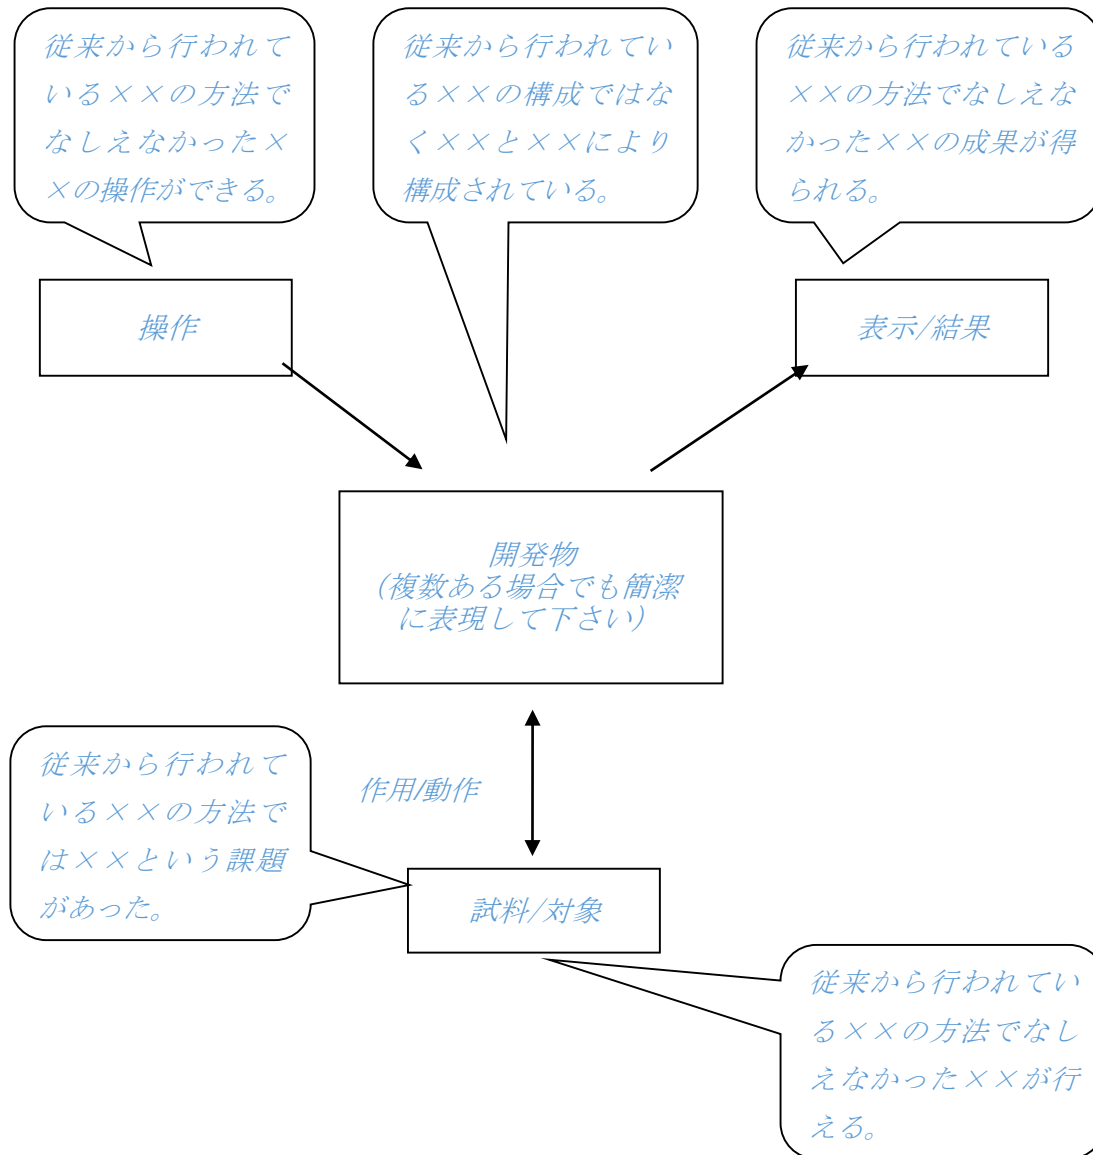 従来から行われて
いる××の方法で
なしえなかった×
×の操作ができる。
従来から行われてい
る××の構成ではな
く××と××により
構成されている。
従来から行われている
××の方法でなしえな
かった××の成果が得
られる。
操作
表示/結果
開発物
(複数ある場合でも簡潔
に表現して下さい)
従来から行われて
いる××の方法で
は××という課題
があった。
作用/動作
試料/対象
従来から行われてい
る××の方法でなし
えなかった××が行
える。